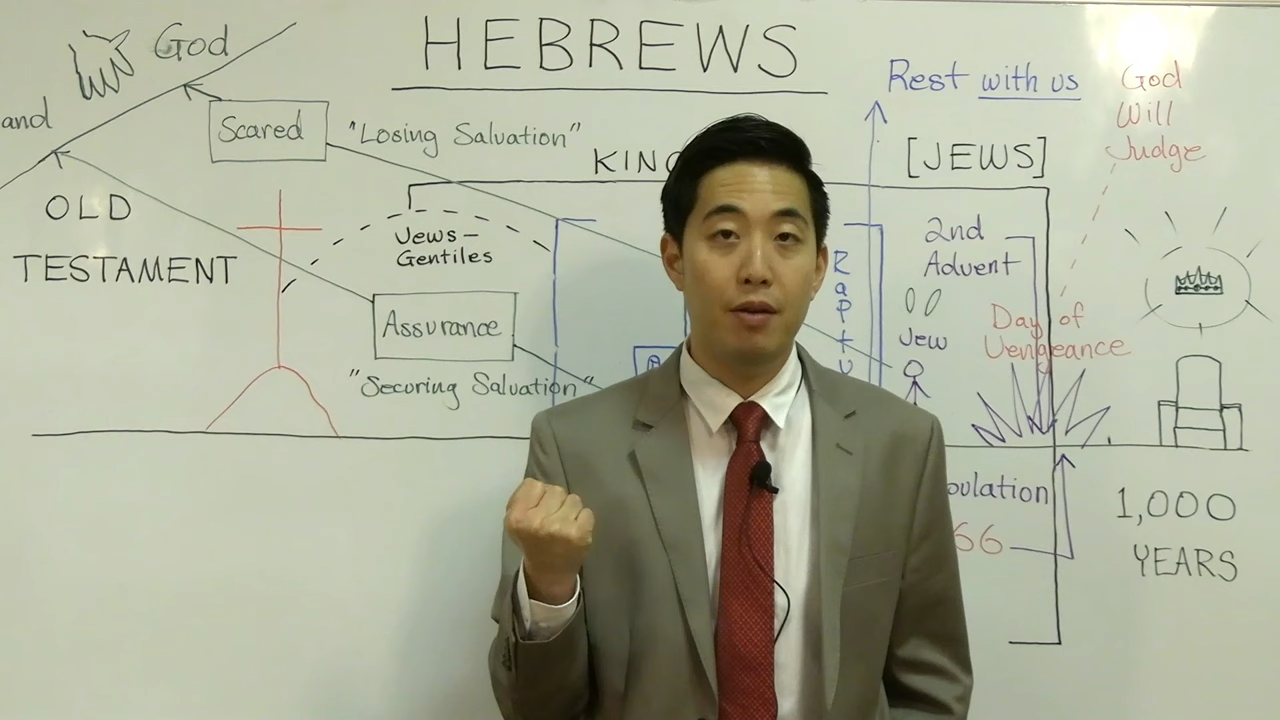 God
HEBREWS
and
Scared
"Losing Salvation"
Rest with us
God
Will
Judge
[JEWS]
OLD
TESTAMENT
Jews-
Gentiles
2nd
Advent
Jew
Day of
Vengeance
Assurance
"Securing Salvation"
1,000
YEARS